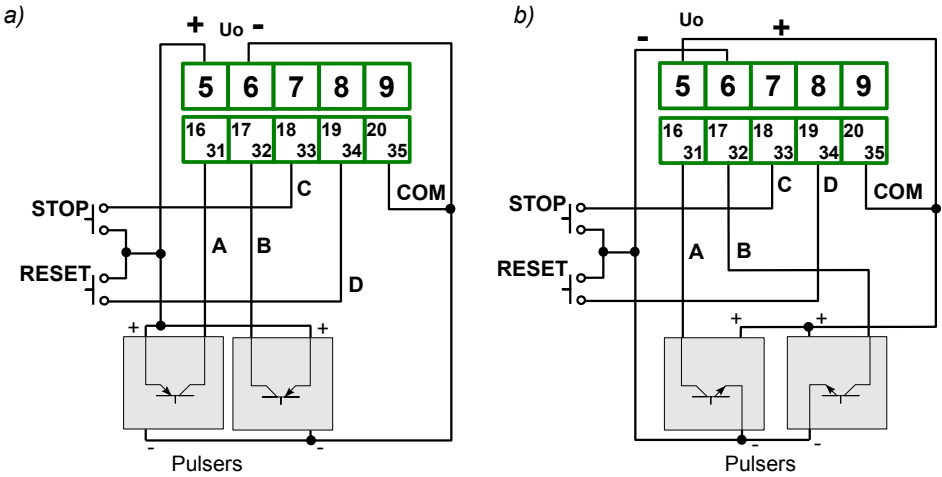 a)
+ Uo -
5 6 7 8 9
16 17 18 19 20
31 32 33 34 35
C
COM
STOP
A B
RESET
D
+ +
- -
Pulsers
b)
Uo +
-
5 6 7 8 9
16 17 18 19 20
31 32 33 34 35
C D
COM
STOP
A B
RESET
+ +
- -
Pulsers